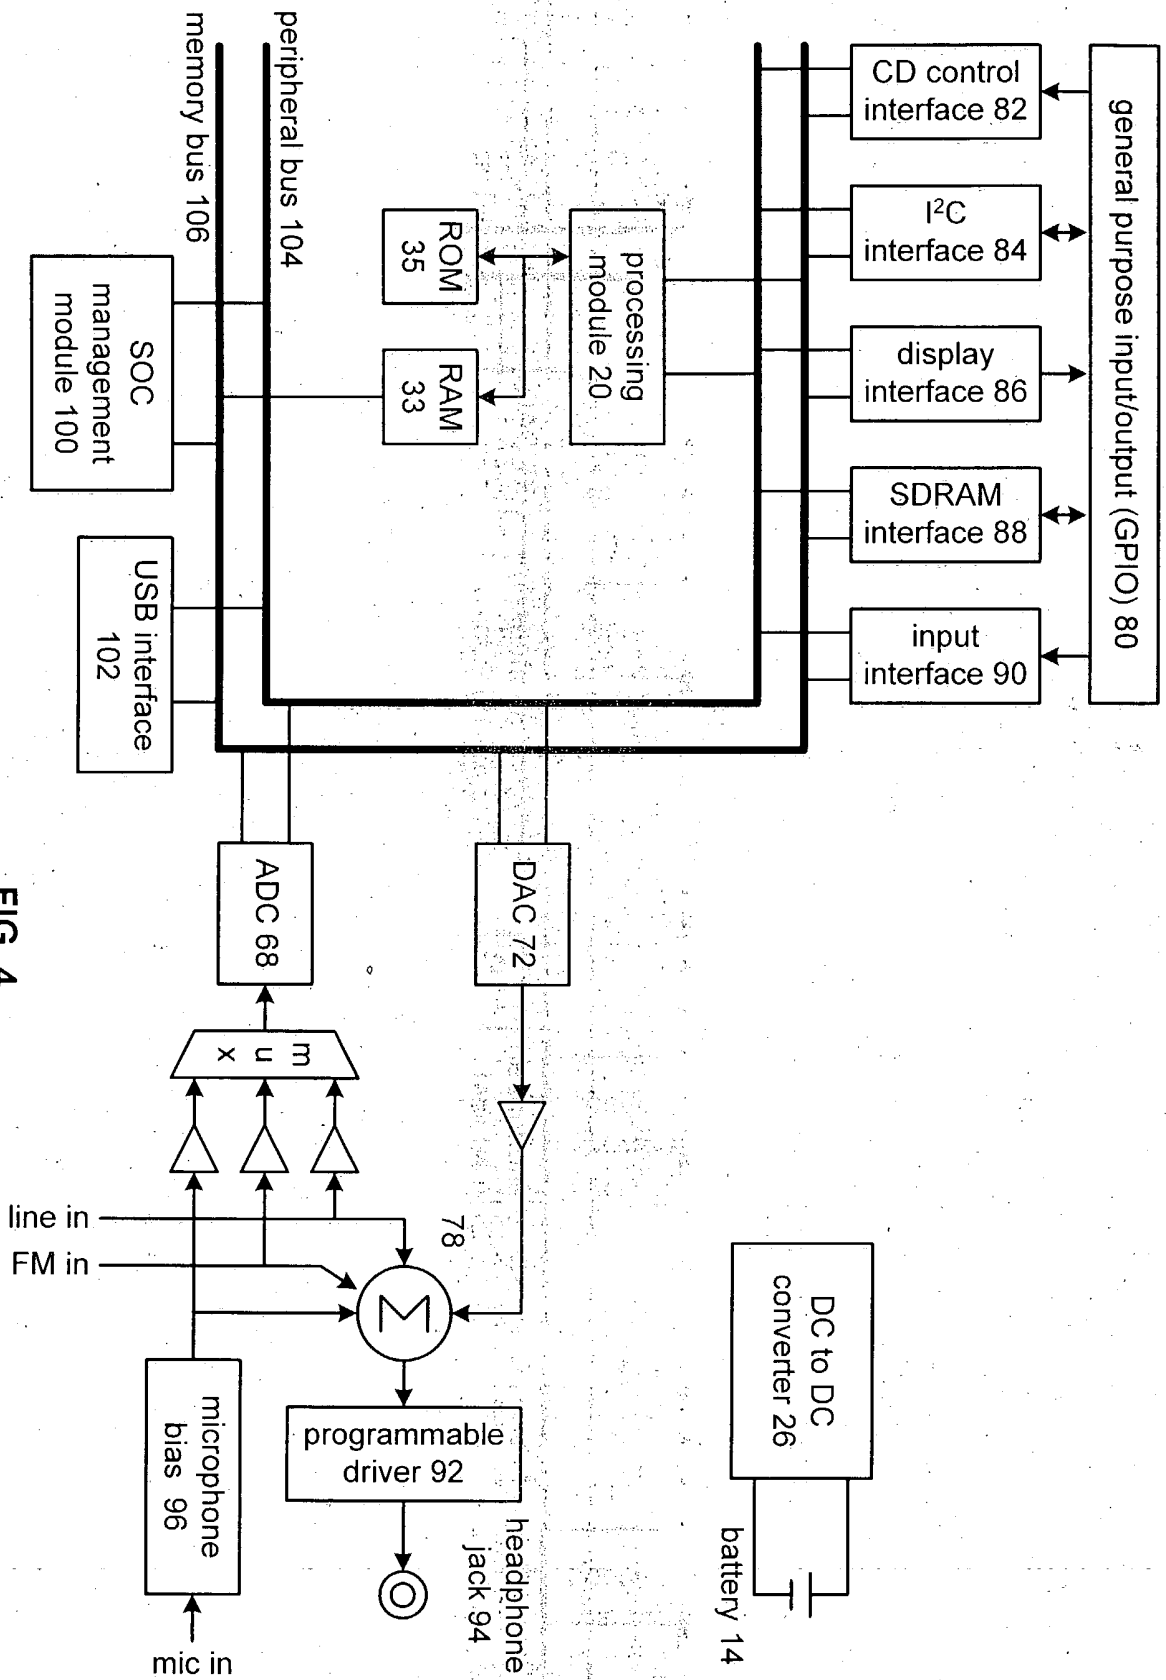 peripheral bus 104
memory bus 106
CD control
interface 82
I²C
interface 84
display
interface 86
SDRAM
interface 88
input
interface 90
general purpose input/output (GPIO) 80
processing
module 20
ROM
35
RAM
33
SOC
management
module 100
USB interface
102
ADC 68
DAC 72
m
u
x
line in
FM in
78
Σ
microphone
bias 96
mic in
programmable
driver 92
headphone
jack 94
DC to DC
converter 26
battery 14
FIG. 4